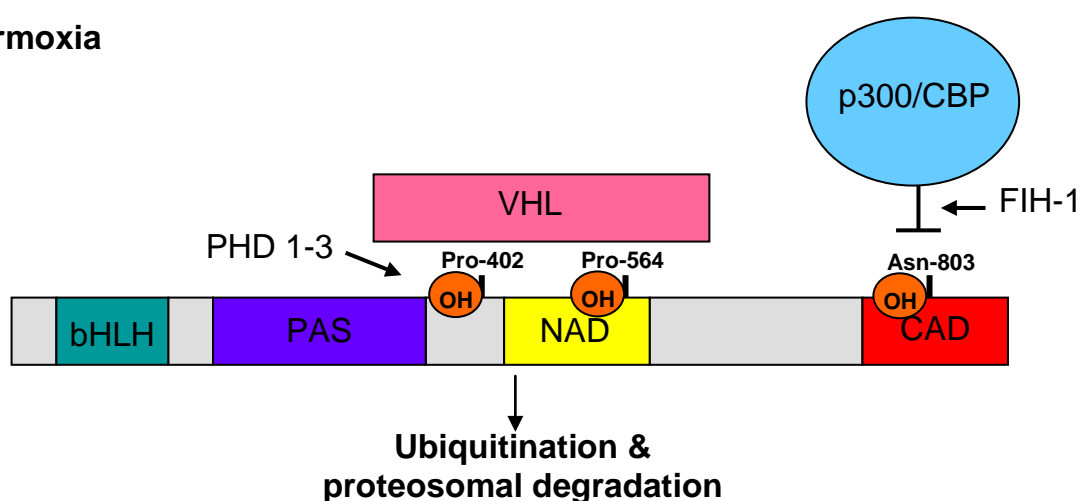 rmoxia
p300/CBP
VHL
FIH-1
PHD 1-3
Pro-402
Pro-564
Asn-803
OH
OH
OH
bHLH
PAS
NAD
CAD
Ubiquitination &
proteosomal degradation